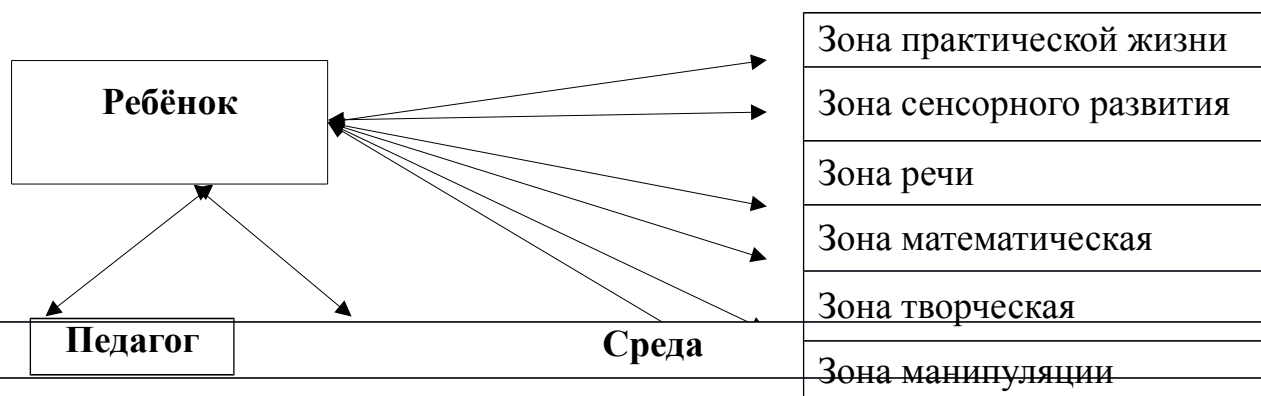 Ребёнок
Педагог
Среда
Зона практической жизни
Зона сенсорного развития
Зона речи
Зона математическая
Зона творческая
Зона манипуляции